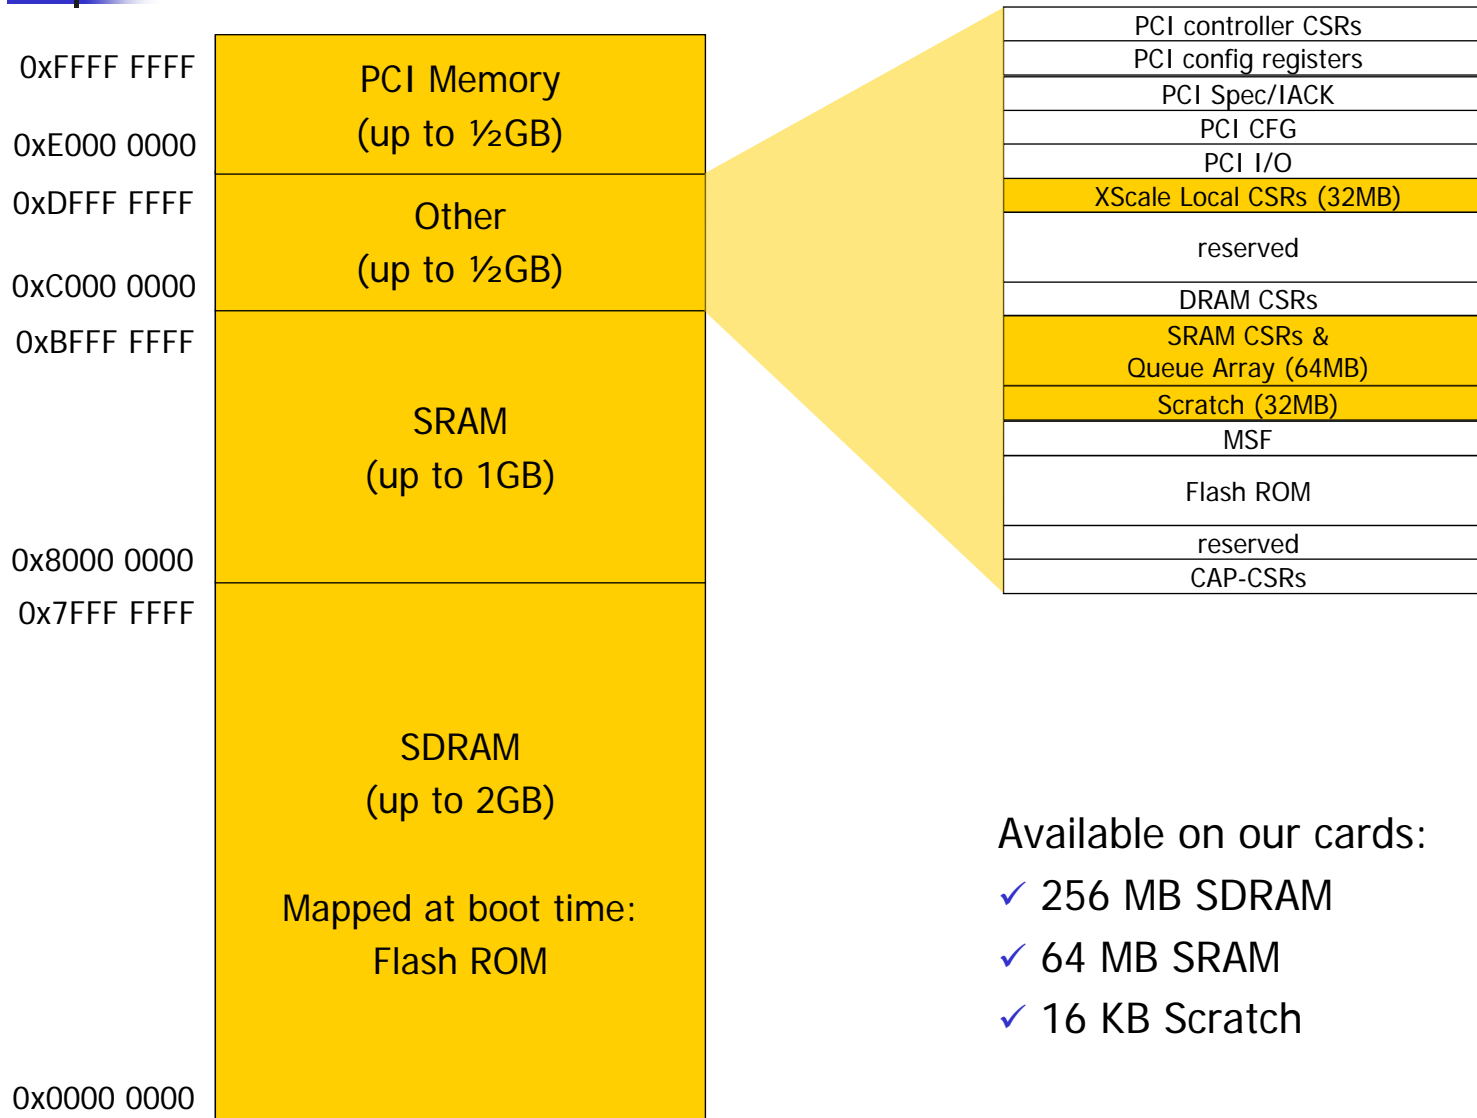 0xFFFF FFFF
0xE000 0000
0xDFFF FFFF
0xC000 0000
0xBFFF FFFF
0x8000 0000
0x7FFF FFFF
0x0000 0000
PCI Memory
(up to ½GB)
Other
(up to ½GB)
SRAM
(up to 1GB)
SDRAM
(up to 2GB)
Mapped at boot time:
Flash ROM
PCI controller CSRs
PCI config registers
PCI Spec/IACK
PCI CFG
PCI I/O
XScale Local CSRs (32MB)
reserved
DRAM CSRs
SRAM CSRs &
Queue Array (64MB)
Scratch (32MB)
MSF
Flash ROM
reserved
CAP-CSRs
Available on our cards:
✓ 256 MB SDRAM
✓ 64 MB SRAM
✓ 16 KB Scratch